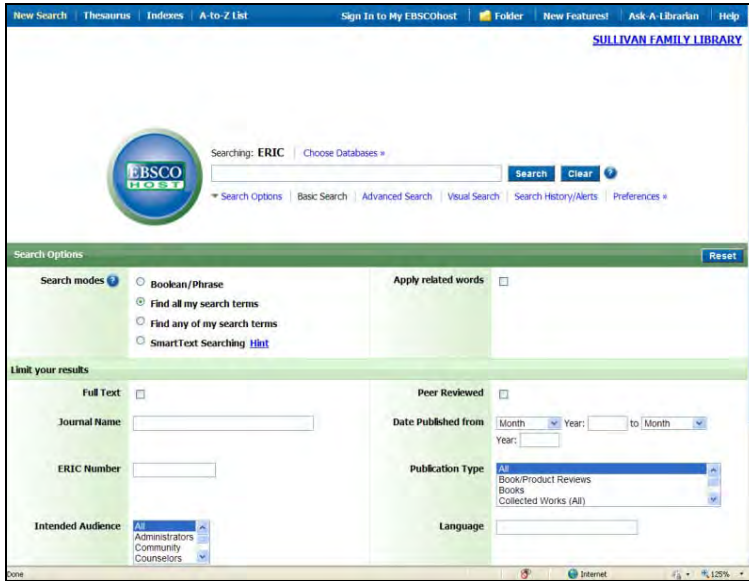 New Search Thesaurus Indexes A-to-Z List Sign In to My EBSCOhost Folder New Features! Ask-A-Librarian Help
SULLIVAN FAMILY LIBRARY
Searching: ERIC Choose Databases »
EBSCO
HOST
Search Clear ?
Search Options Basic Search Advanced Search Visual Search Search History/Alerts Preferences »
Search Options Reset
Search modes ? Boolean/Phrase Apply related words
Find all my search terms
Find any of my search terms
SmartText Searching Hint
Limit your results
Full Text Peer Reviewed
Journal Name Date Published from Month Year: to Month
Year:
ERIC Number Publication Type All
Book/Product Reviews
Books
Collected Works (All)
Intended Audience All Language
Administrators
Community
Counselors
Done Internet 125%